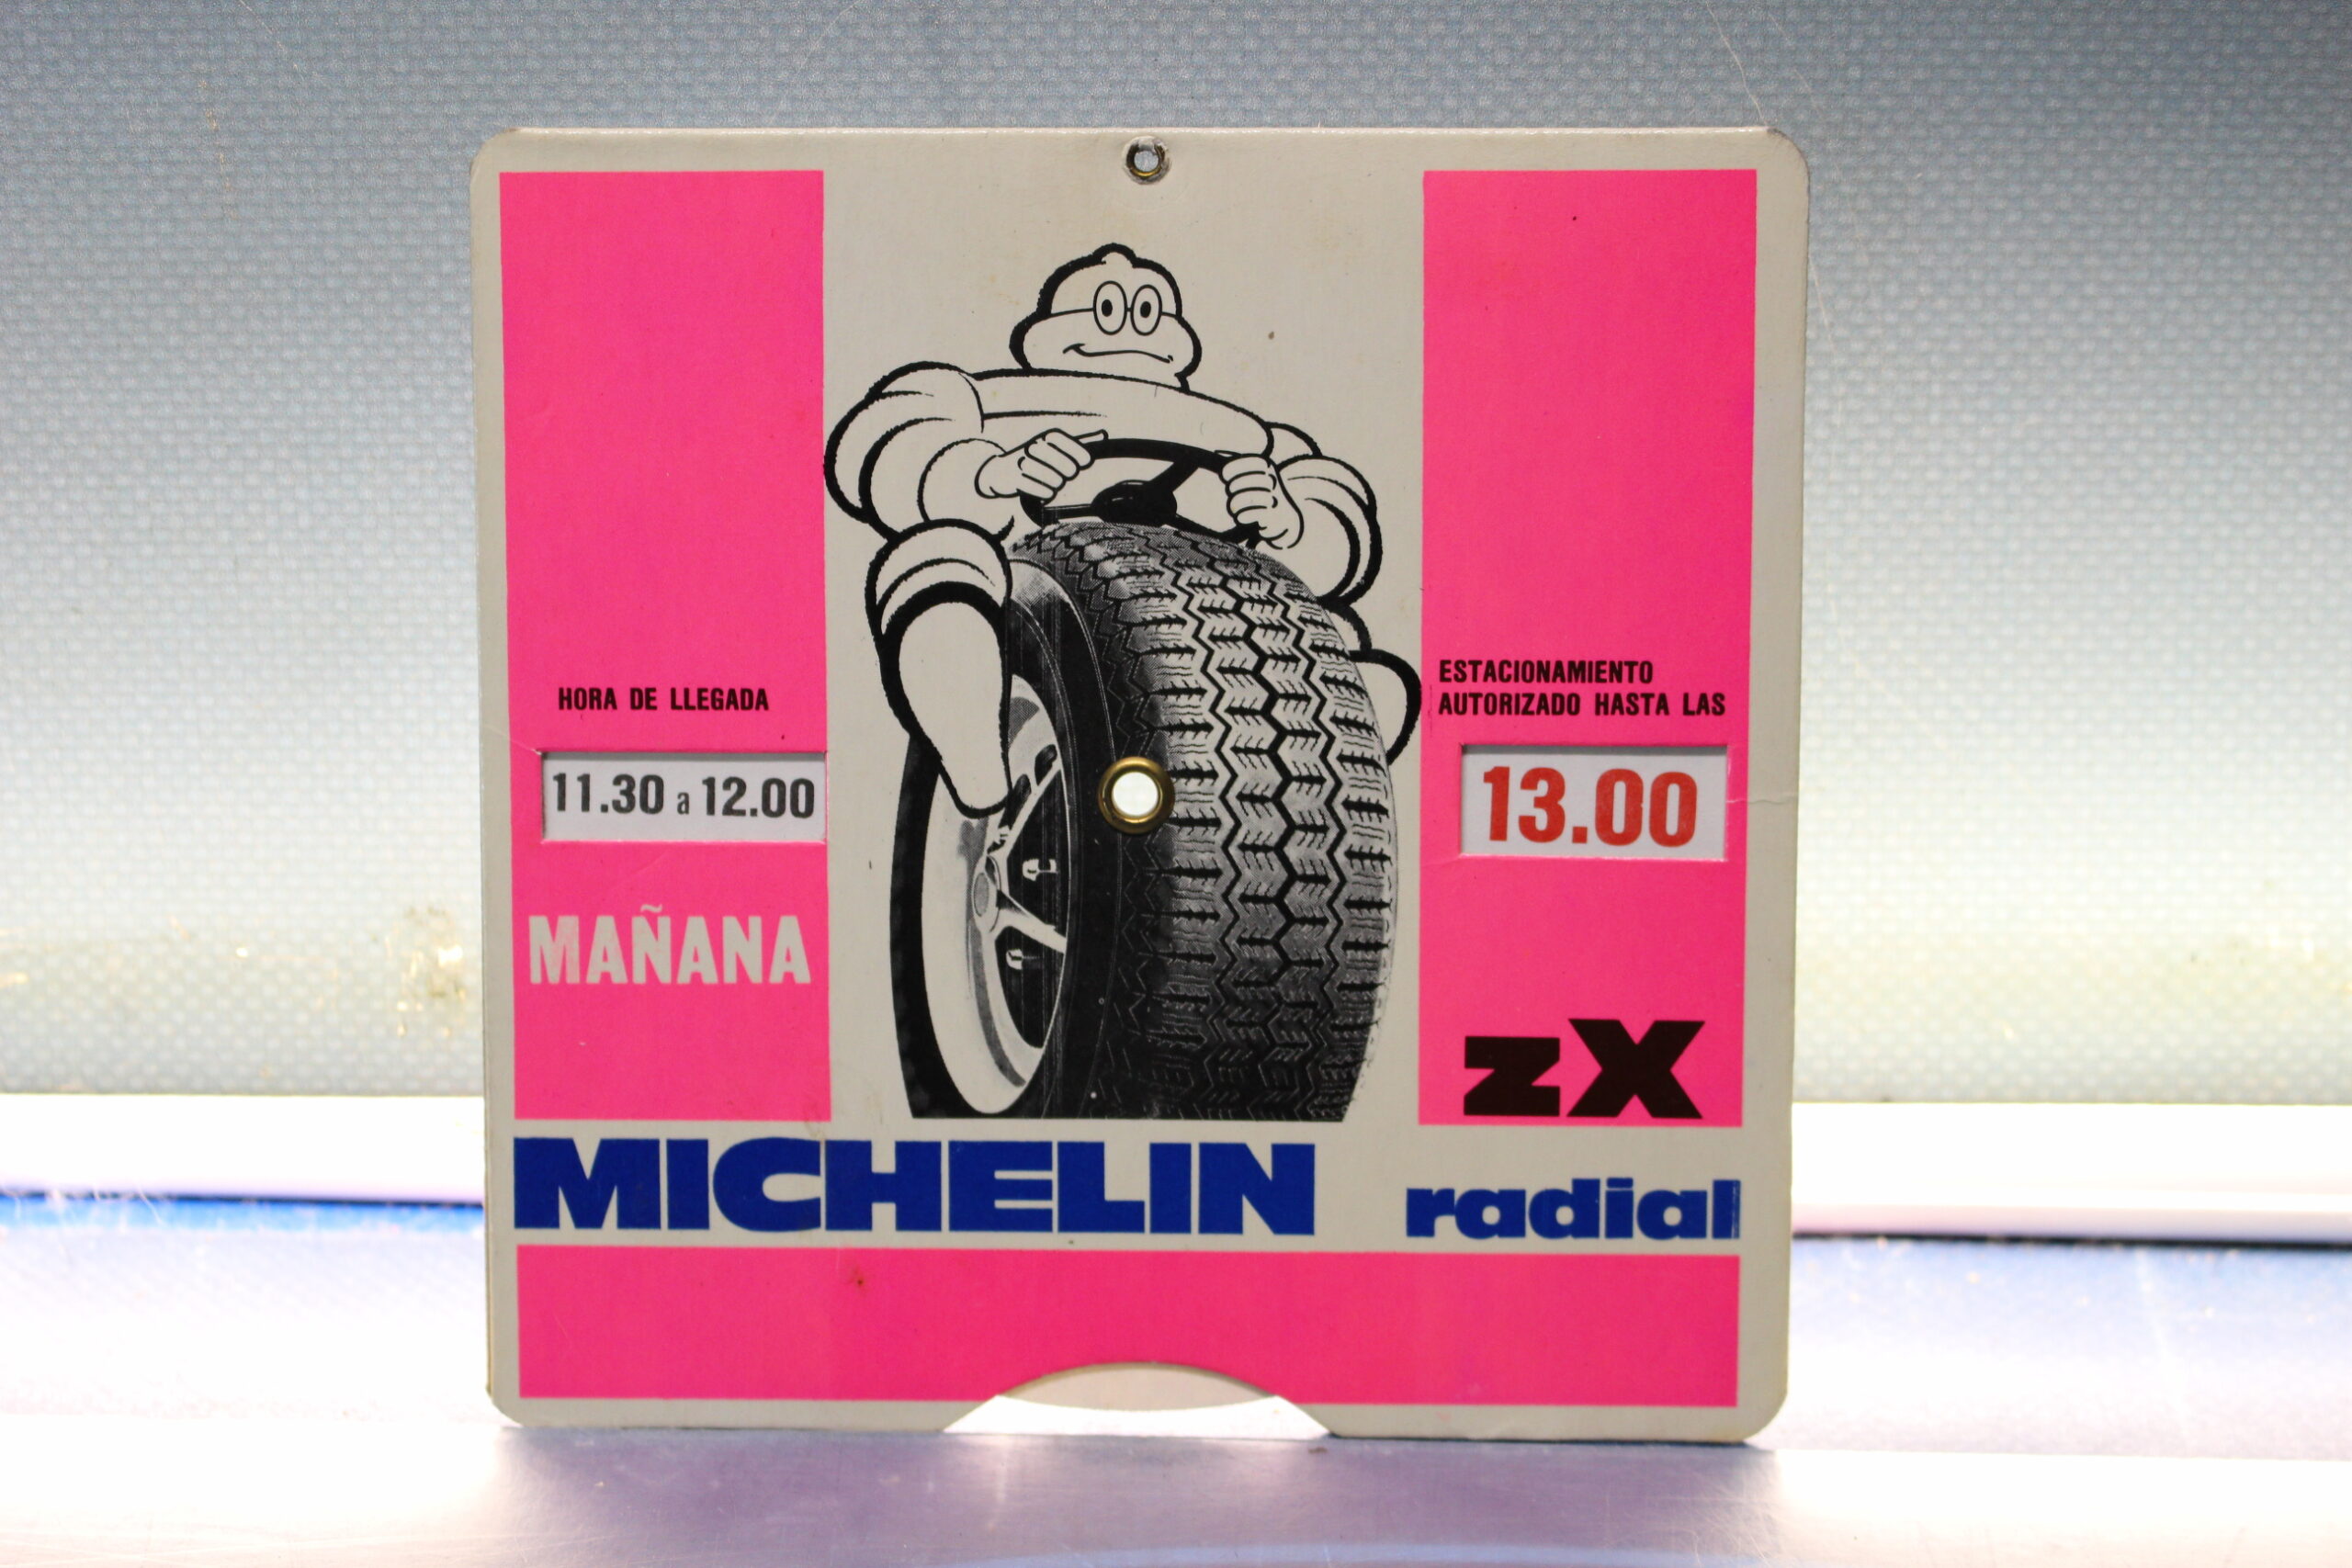 HORA DE LLEGADA
11.30 a 12.00
MAÑANA
ESTACIONAMIENTO
AUTORIZADO HASTA LAS
13.00
zX
MICHELIN radial